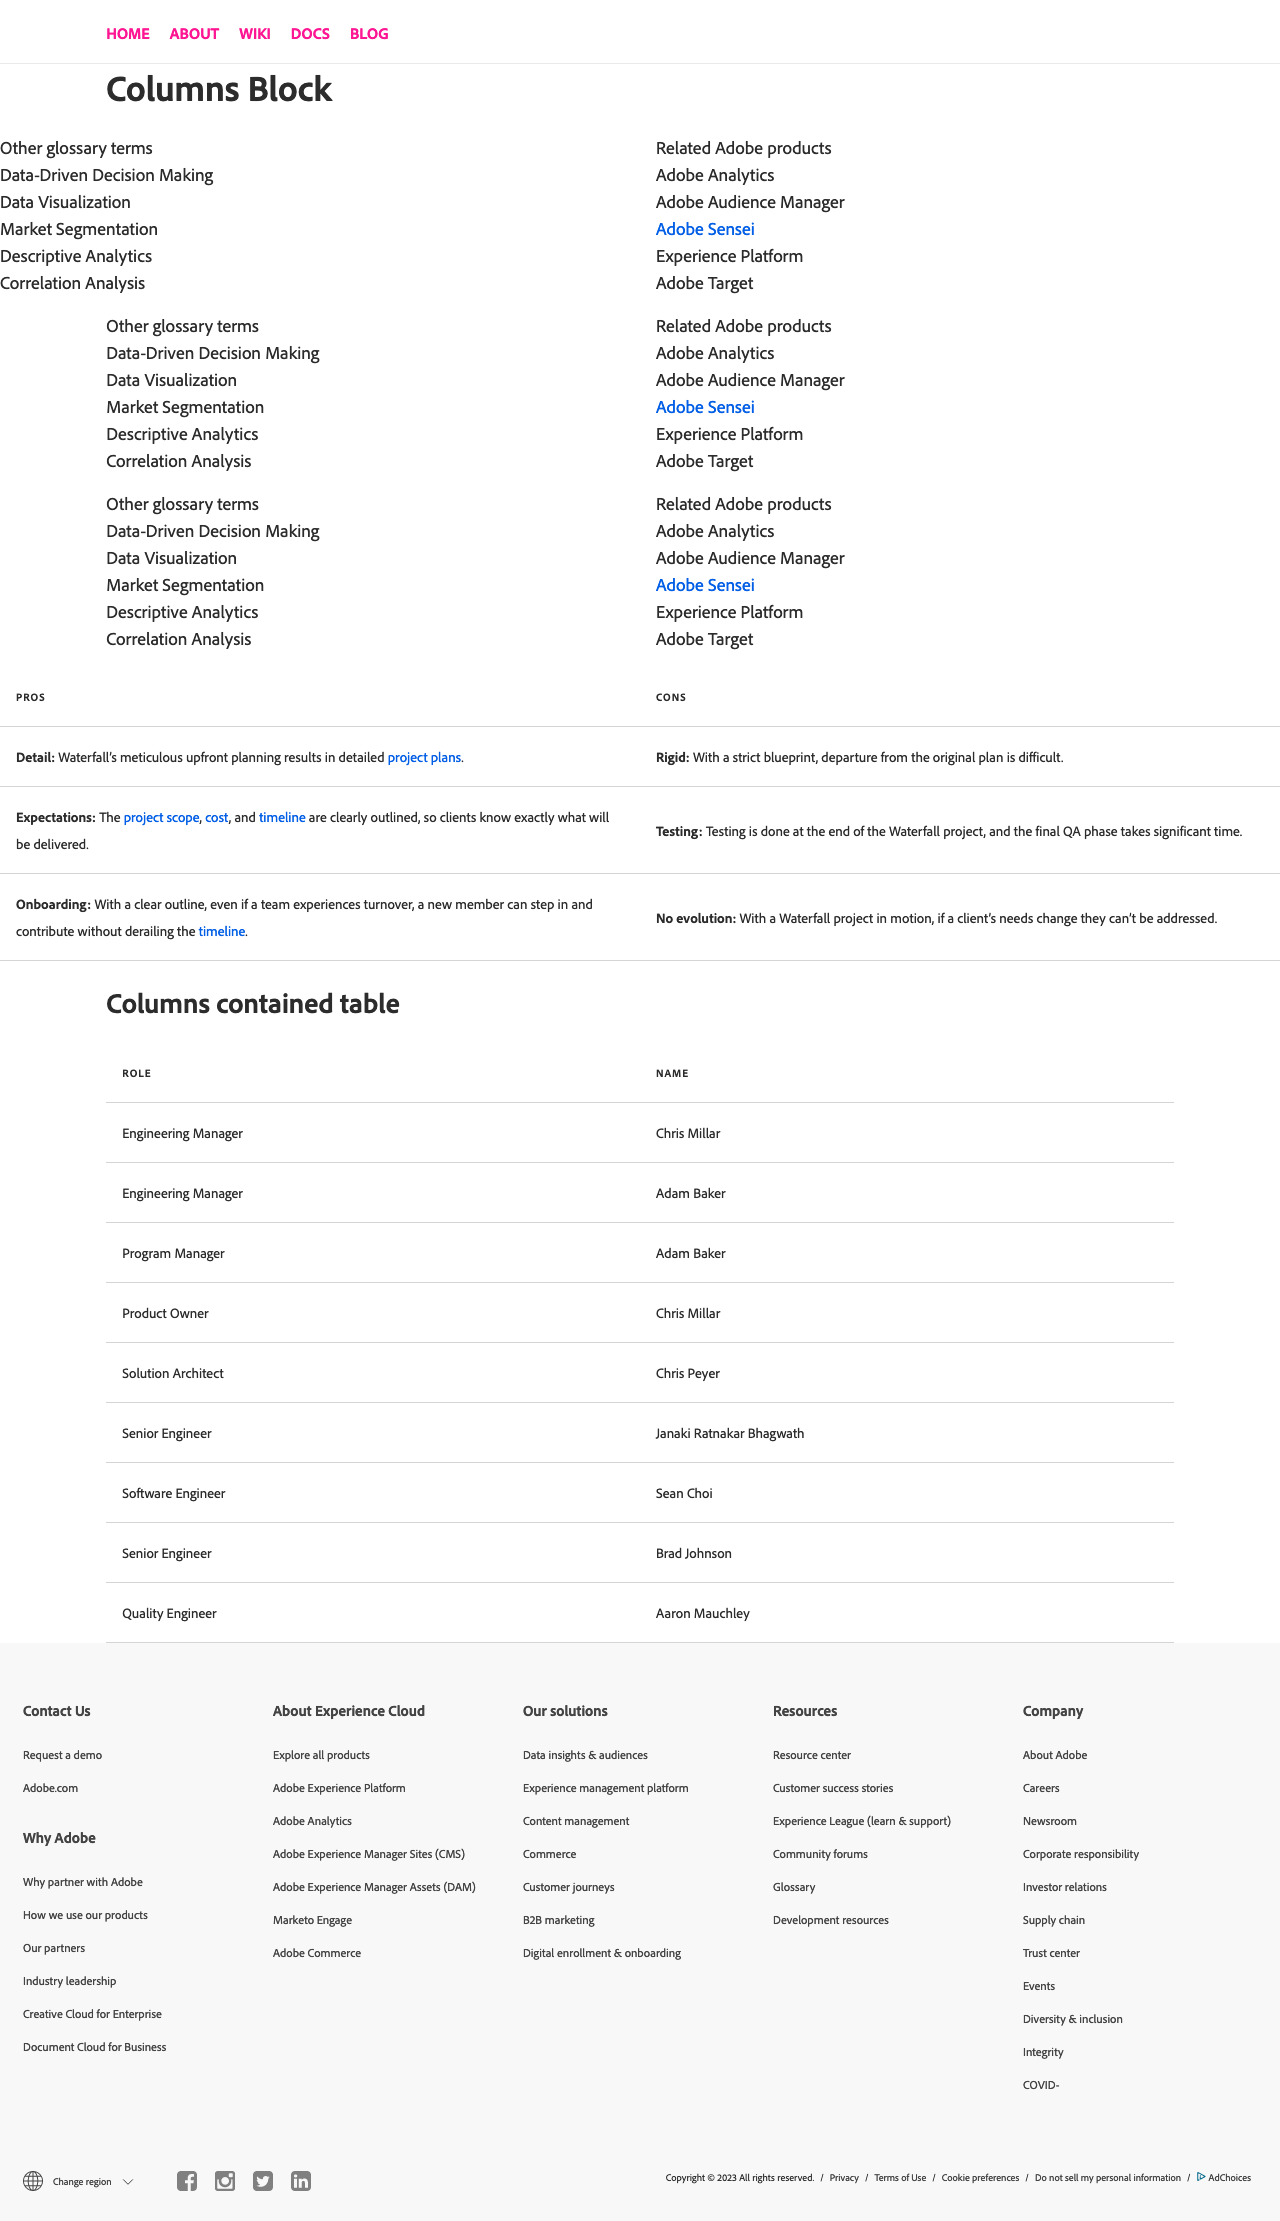 HOME ABOUT WIKI DOCS BLOG
Columns Block
Other glossary terms
Data-Driven Decision Making
Data Visualization
Market Segmentation
Descriptive Analytics
Correlation Analysis
Related Adobe products
Adobe Analytics
Adobe Audience Manager
Adobe Sensei
Experience Platform
Adobe Target
Other glossary terms
Data-Driven Decision Making
Data Visualization
Market Segmentation
Descriptive Analytics
Correlation Analysis
Related Adobe products
Adobe Analytics
Adobe Audience Manager
Adobe Sensei
Experience Platform
Adobe Target
Other glossary terms
Data-Driven Decision Making
Data Visualization
Market Segmentation
Descriptive Analytics
Correlation Analysis
Related Adobe products
Adobe Analytics
Adobe Audience Manager
Adobe Sensei
Experience Platform
Adobe Target
PROS CONS
Detail: Waterfall’s meticulous upfront planning results in detailed project plans.
Rigid: With a strict blueprint, departure from the original plan is difficult.
Expectations: The project scope, cost, and timeline are clearly outlined, so clients know exactly what will
be delivered.
Testing: Testing is done at the end of the Waterfall project, and the final QA phase takes significant time.
Onboarding: With a clear outline, even if a team experiences turnover, a new member can step in and
contribute without derailing the timeline.
No evolution: With a Waterfall project in motion, if a client’s needs change they can’t be addressed.
Columns contained table
ROLE NAME
Engineering Manager Chris Millar
Engineering Manager Adam Baker
Program Manager Adam Baker
Product Owner Chris Millar
Solution Architect Chris Peyer
Senior Engineer Janaki Ratnakar Bhagwath
Software Engineer Sean Choi
Senior Engineer Brad Johnson
Quality Engineer Aaron Mauchley
Contact Us
Request a demo
Adobe.com
Why Adobe
Why partner with Adobe
How we use our products
Our partners
Industry leadership
Creative Cloud for Enterprise
Document Cloud for Business
About Experience Cloud
Explore all products
Adobe Experience Platform
Adobe Analytics
Adobe Experience Manager Sites (CMS)
Adobe Experience Manager Assets (DAM)
Marketo Engage
Adobe Commerce
Our solutions
Data insights & audiences
Experience management platform
Content management
Commerce
Customer journeys
B2B marketing
Digital enrollment & onboarding
Resources
Resource center
Customer success stories
Experience League (learn & support)
Community forums
Glossary
Development resources
Company
About Adobe
Careers
Newsroom
Corporate responsibility
Investor relations
Supply chain
Trust center
Events
Diversity & inclusion
Integrity
COVID-
Change region
Copyright © 2023 All rights reserved. / Privacy / Terms of Use / Cookie preferences / Do not sell my personal information / AdChoices